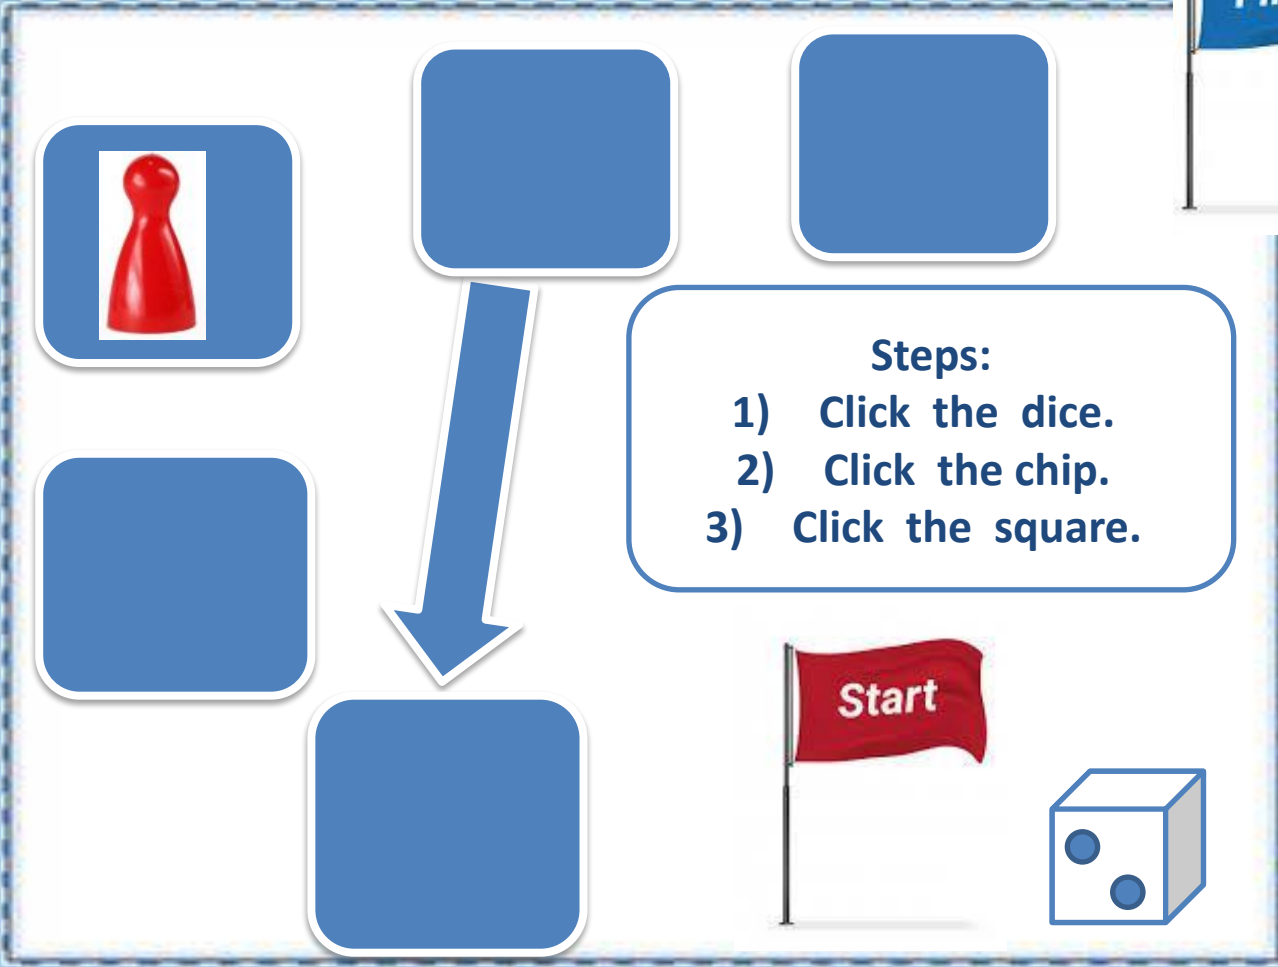 Steps:
1) Click the dice.
2) Click the chip.
3) Click the square.
Start